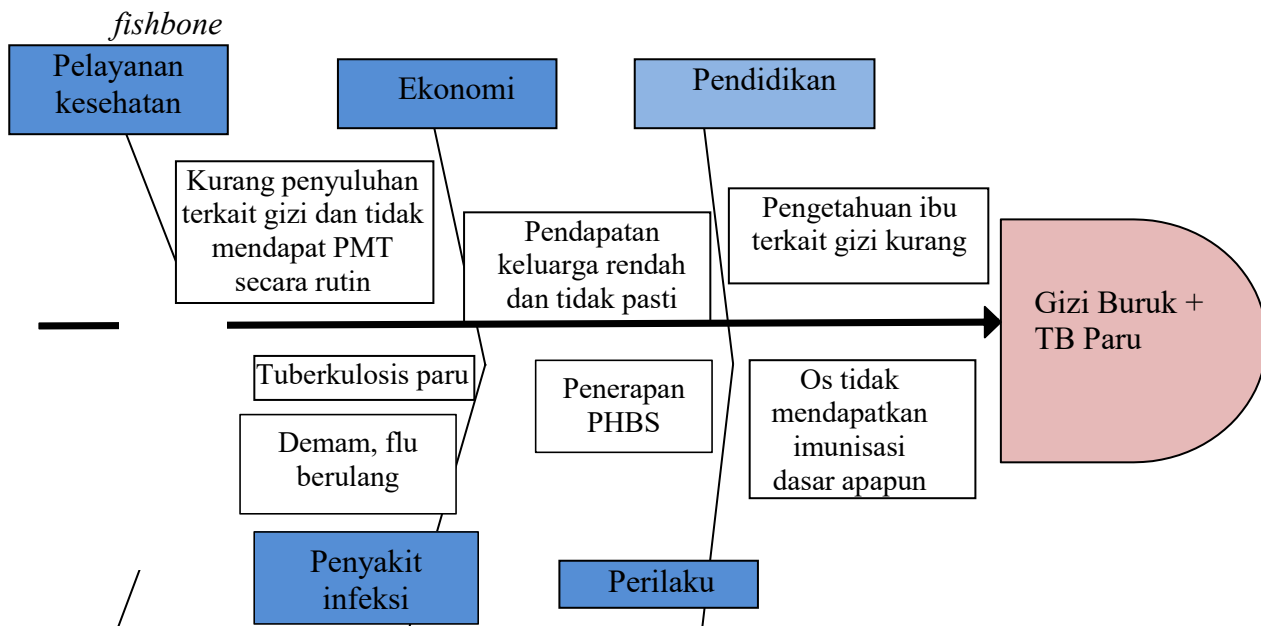 fishbone
Pelayanan
kesehatan
Ekonomi
Pendidikan
Kurang penyuluhan
terkait gizi dan tidak
mendapat PMT
secara rutin
Pendapatan
keluarga rendah
dan tidak pasti
Pengetahuan ibu
terkait gizi kurang
Gizi Buruk +
TB Paru
Tuberkulosis paru
Demam, flu
berulang
Penerapan
PHBS
Os tidak
mendapatkan
imunisasi
dasar apapun
Penyakit
infeksi
Perilaku